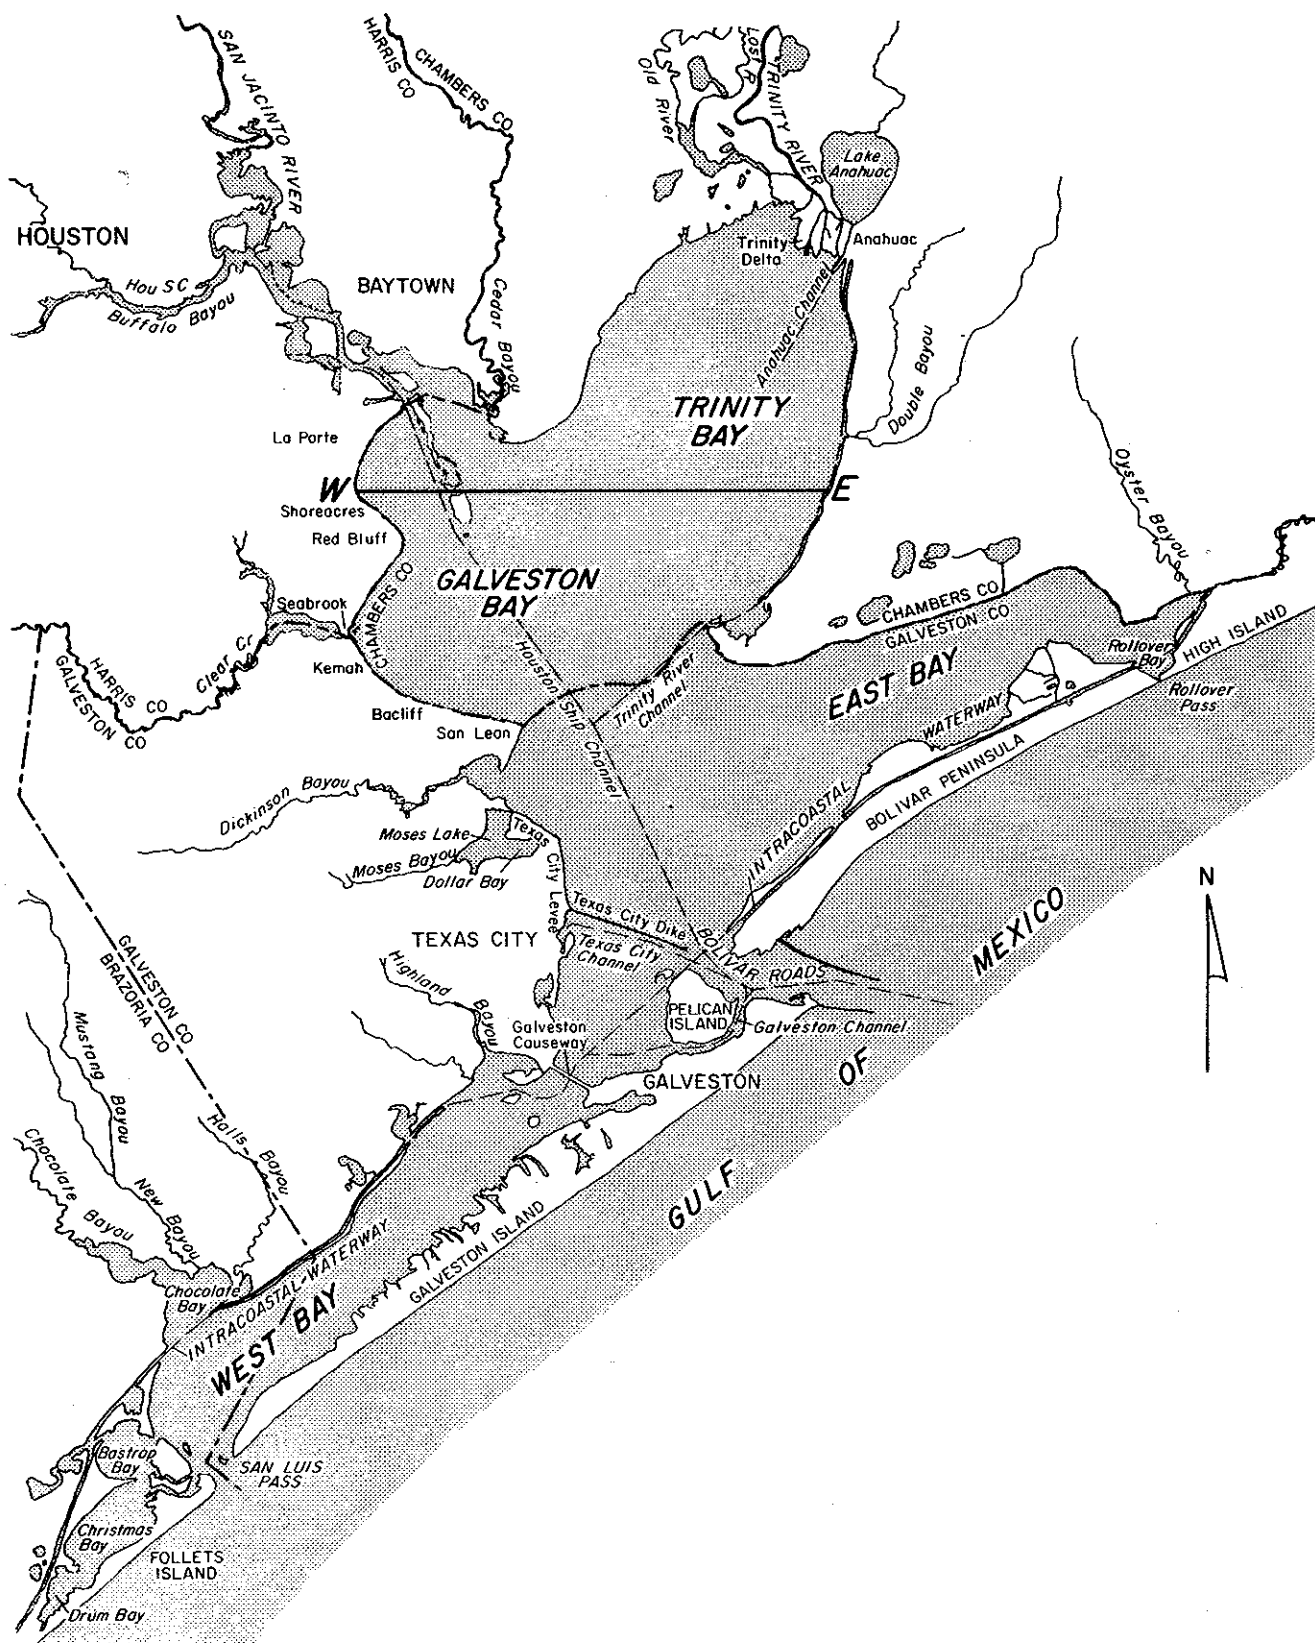 SAN JACINTO RIVER
HARRIS CO
CHAMBERS CO
Old River
Lost R
TRINITY RIVER
Lake
Anahuac
HOUSTON
Trinity
Delta
Anahuac
Hou SC
Buffalo Bayou
BAYTOWN
Cedar Bayou
Anahuac Channel
Double Bayou
TRINITY
BAY
La Porte
Oyster Bayou
W
E
Shoreacres
Red Bluff
GALVESTON
BAY
CHAMBERS CO
Seabrook
CHAMBERS CO
GALVESTON CO
Clear Cr
Kemah
HARRIS CO
GALVESTON CO
Houston Ship Channel
Trinity River
Channel
EAST BAY
Rollover
Bay
HIGH ISLAND
Rollover
Pass
Bacliff
San Leon
INTRACOASTAL WATERWAY
BOLIVAR PENINSULA
Dickinson Bayou
Moses Lake
Moses Bayou
Dollar Bay
Texas City Levee
N
TEXAS CITY
Texas City Dike
Texas City
Channel
BOLIVAR ROADS
GULF OF MEXICO
GALVESTON CO
BRAZORIA CO
Highland Bayou
PELICAN
ISLAND
Galveston
Causeway
Galveston Channel
Mustang Bayou
GALVESTON
Halls Bayou
Chocolate Bayou
New Bayou
GALVESTON ISLAND
Chocolate
Bay
INTRACOASTAL WATERWAY
WEST BAY
Bastrop
Bay
SAN LUIS
PASS
Christmas
Bay
FOLLETS
ISLAND
Drum Bay